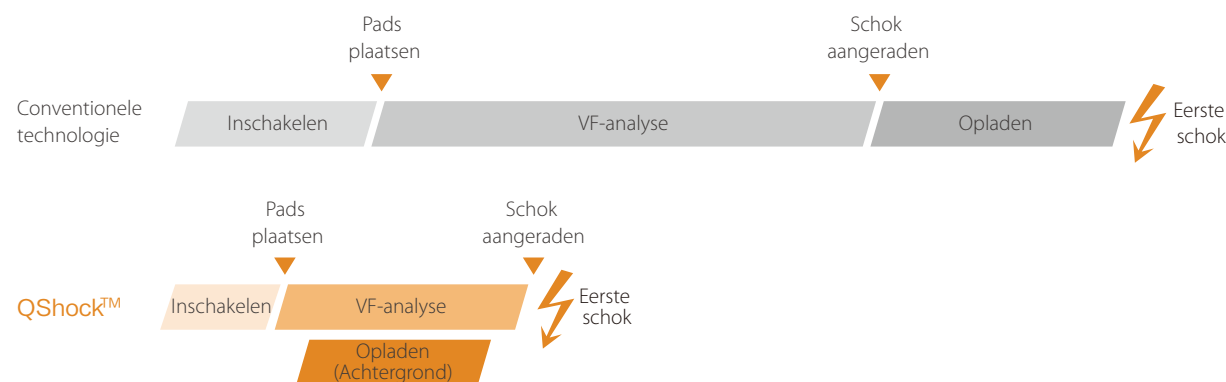 Pads
plaatsen
Schok
aangeraden
Conventionele
technologie
Inschakelen
VF-analyse
Opladen
Eerste
schok
Pads
plaatsen
Schok
aangeraden
QShock™
Inschakelen
VF-analyse
Eerste
schok
Opladen
(Achtergrond)